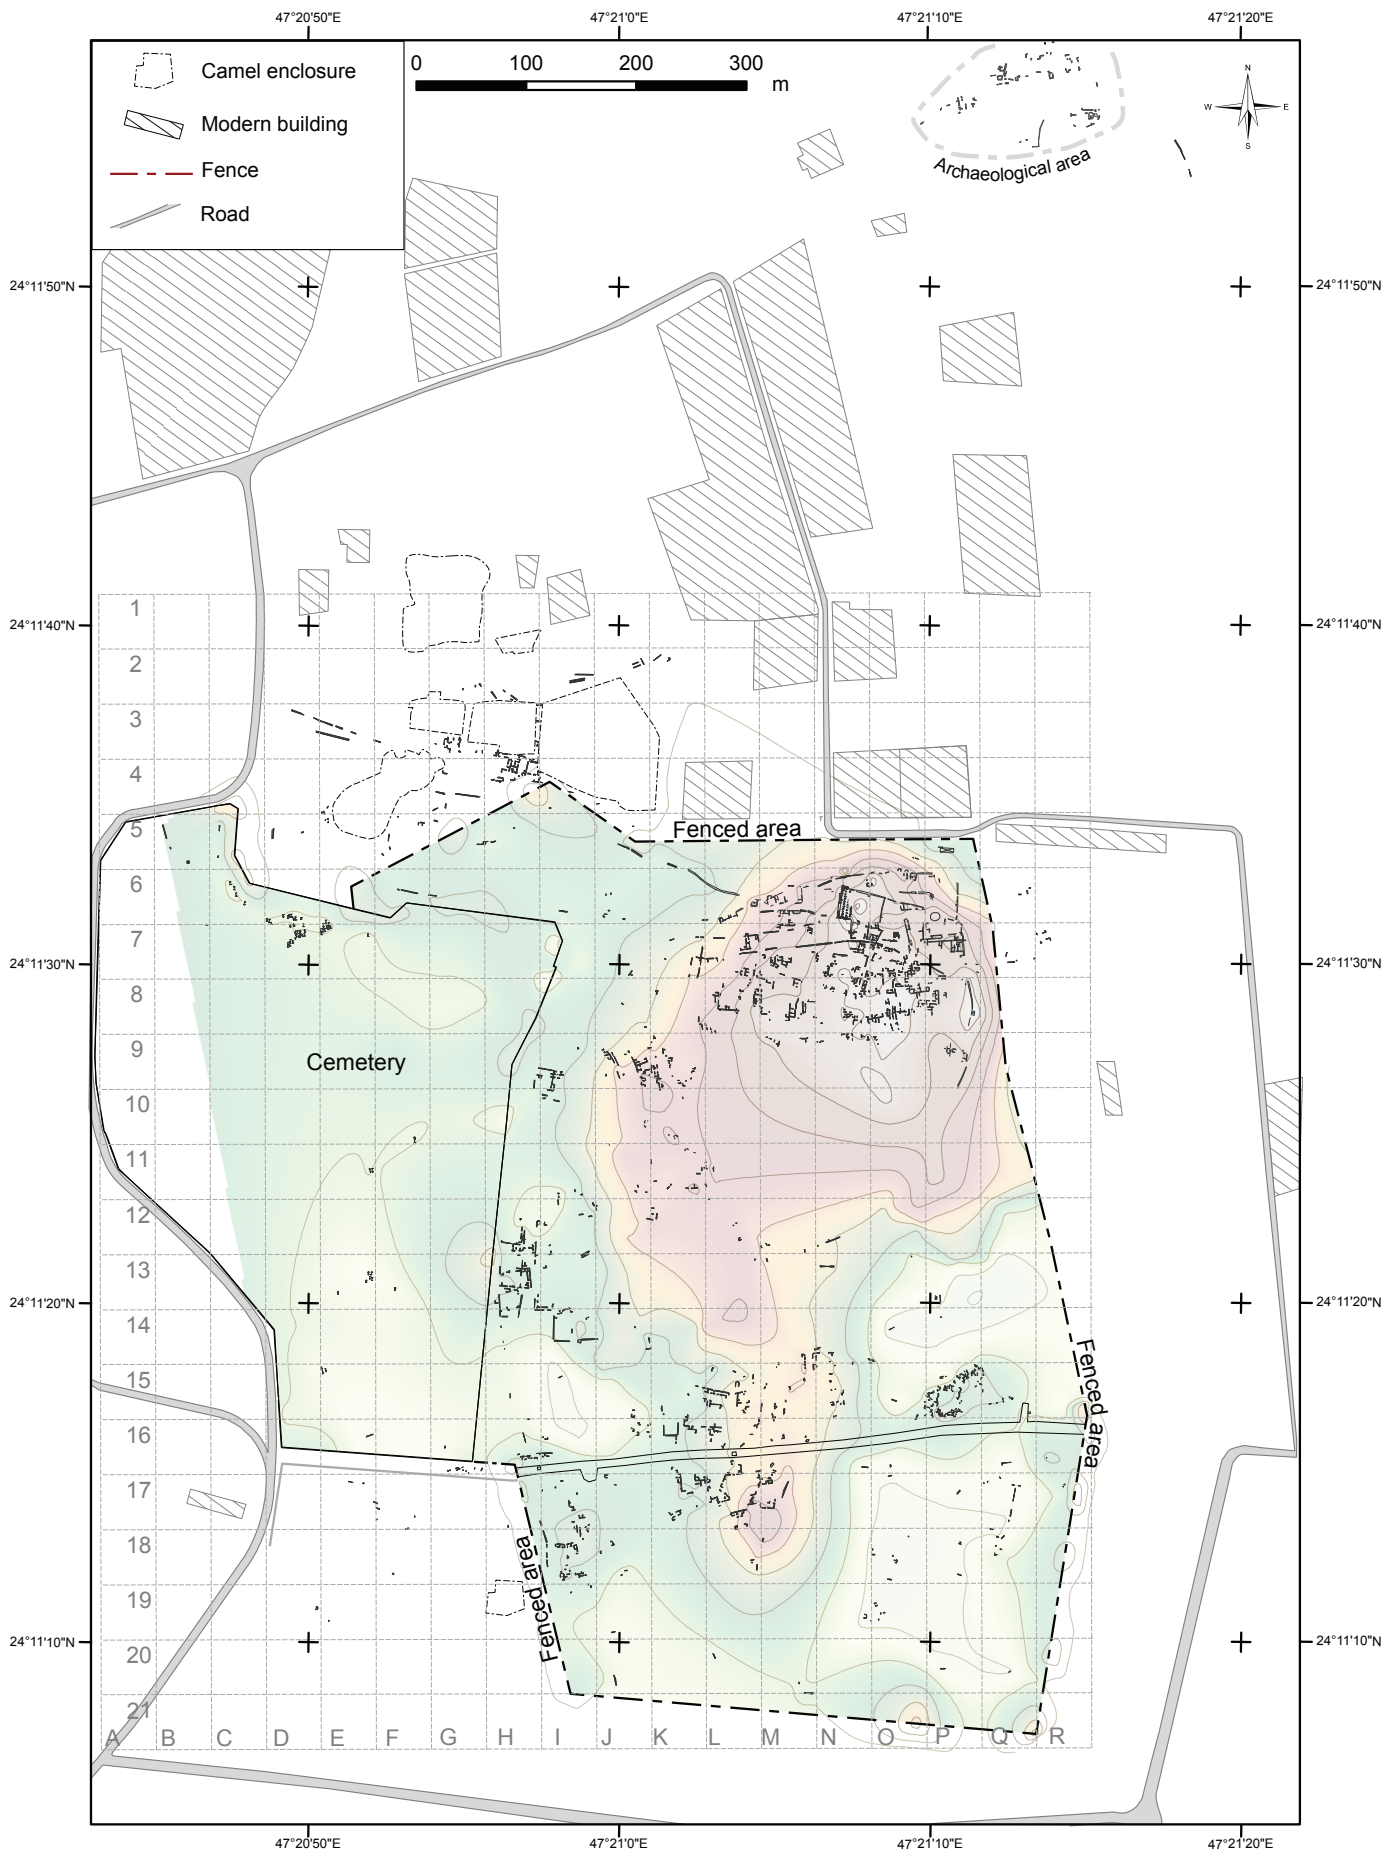 47°20'50"E 47°21'0"E 47°21'10"E 47°21'20"E
Camel enclosure
Modern building
Fence
Road
0 100 200 300
m
N
W E
S
Archaeological area
24°11'50"N 24°11'50"N
24°11'40"N 24°11'40"N
1
2
3
4
5
Fenced area
6
7
24°11'30"N 24°11'30"N
8
9
Cemetery
10
11
12
13
24°11'20"N 24°11'20"N
14
15
Fenced area
16
17
18
Fenced area
19
24°11'10"N 24°11'10"N
20
21
A B C D E F G H I J K L M N O P Q R
47°20'50"E 47°21'0"E 47°21'10"E 47°21'20"E